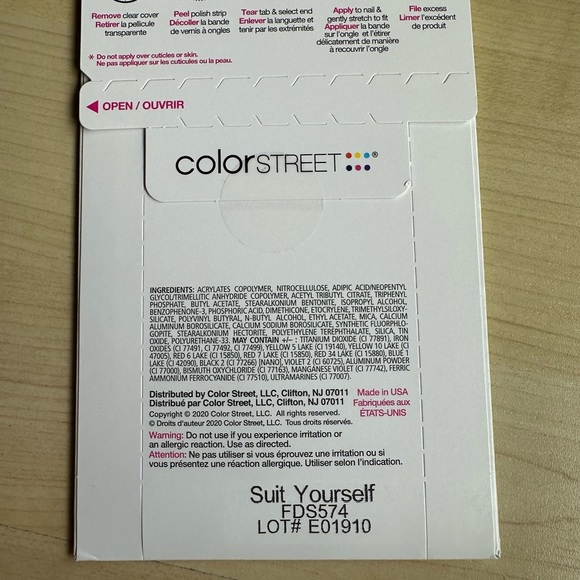 Remove clear cover
Retirer la pellicule
transparente
Peel polish strip
Décoller la bande
de vernis à ongles
Tear tab & select end
Enlever la languette et
tenir par les extrémités
Apply to nail &
gently stretch to fit
Appliquer la bande
sur l'ongle et l'étirer
délicatement de manière
à recouvrir l'ongle
File excess
Limer l'excédent
de produit
* Do not apply over cuticles or skin.
Ne pas appliquer sur les cuticules ou la peau.
OPEN / OUVRIR
colorSTREET®
INGREDIENTS: ACRYLATES COPOLYMER, NITROCELLULOSE, ADIPIC ACID/NEOPENTYL
GLYCOL/TRIMELLITIC ANHYDRIDE COPOLYMER, ACETYL TRIBUTYL CITRATE, TRIPHENYL
PHOSPHATE, BUTYL ACETATE, STEARALKONIUM BENTONITE, ISOPROPYL ALCOHOL,
BENZOPHENONE-3, PHOSPHORIC ACID, DIMETHICONE, ETOCRYLENE, TRIMETHYLSILOXY-
SILICATE, POLYVINYL BUTYRAL, N-BUTYL ALCOHOL, ETHYL ACETATE, MICA, CALCIUM
ALUMINUM BOROSILICATE, CALCIUM SODIUM BOROSILICATE, SYNTHETIC FLUORPHLO-
GOPITE, STEARALKONIUM HECTORITE, POLYETHYLENE TEREPHTHALATE, SILICA, TIN
OXIDE, POLYURETHANE-33. MAY CONTAIN +/– : TITANIUM DIOXIDE (CI 77891), IRON
OXIDES (CI 77491, CI 77492, CI 77499), YELLOW 5 LAKE (CI 19140), YELLOW 10 LAKE (CI
47005), RED 6 LAKE (CI 15850), RED 7 LAKE (CI 15850), RED 34 LAKE (CI 15880), BLUE 1
LAKE (CI 42090), BLACK 2 (CI 77266) [NANO], VIOLET 2 (CI 60725), ALUMINUM POWDER
(CI 77000), BISMUTH OXYCHLORIDE (CI 77163), MANGANESE VIOLET (CI 77742), FERRIC
AMMONIUM FERROCYANIDE (CI 77510), ULTRAMARINES (CI 77007).
Distributed by Color Street, LLC, Clifton, NJ 07011
Distribué par Color Street, LLC, Clifton, NJ 07011
Made in USA
Fabriquées aux
ÉTATS-UNIS
Copyright © 2020 Color Street, LLC. All rights reserved.
© Droits d'auteur 2020 Color Street, LLC. Tous droits réservés.
Warning: Do not use if you experience irritation or
an allergic reaction. Use as directed.
Attention: Ne pas utiliser si vous éprouvez une irritation ou si
vous présentez une réaction allergique. Utiliser selon l'indication.
Suit Yourself
FDS574
LOT# E01910